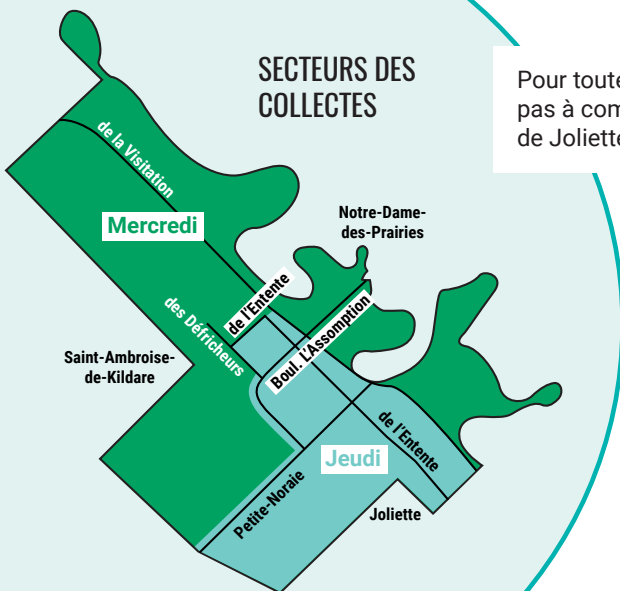 SECTEURS DES
COLLECTES
Pour toute
pas à com
de Joliette
de la Visitation
Mercredi
Notre-Dame-
des-Prairies
de l'Entente
des Défricheurs
Boul. L'Assomption
Saint-Ambroise-
de-Kildare
de l'Entente
Jeudi
Petite-Noraie
Joliette